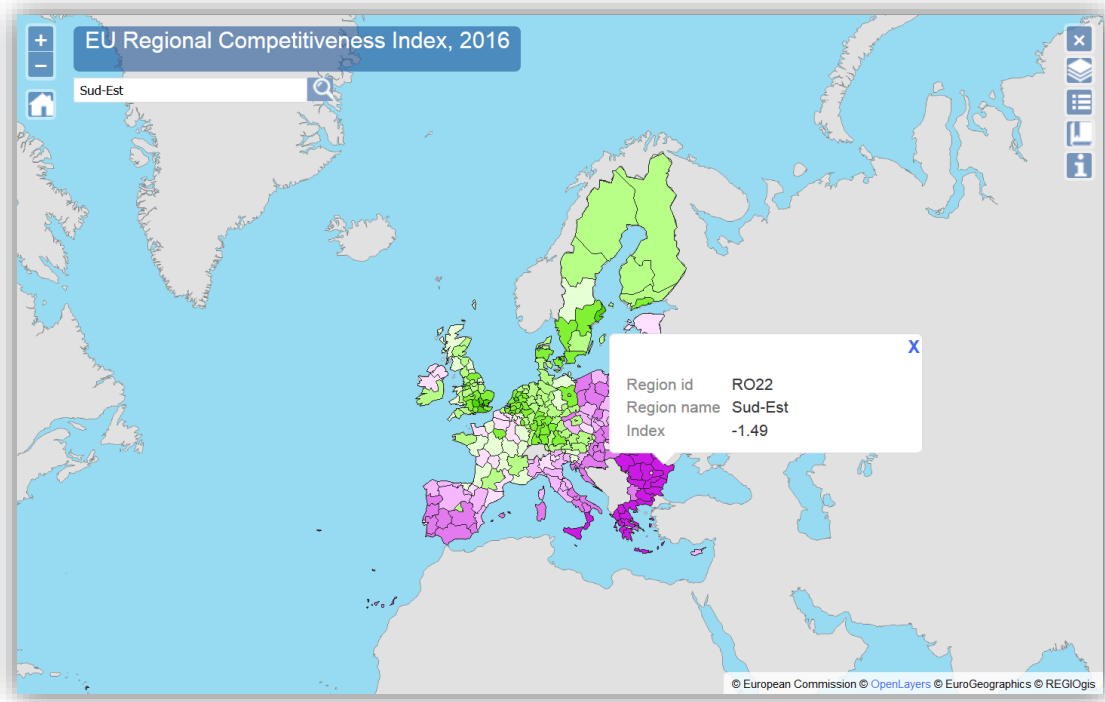 +
EU Regional Competitiveness Index, 2016
−
Sud-Est
X
Region id RO22
Region name Sud-Est
Index -1.49
© European Commission © OpenLayers © EuroGeographics © REGIOgis